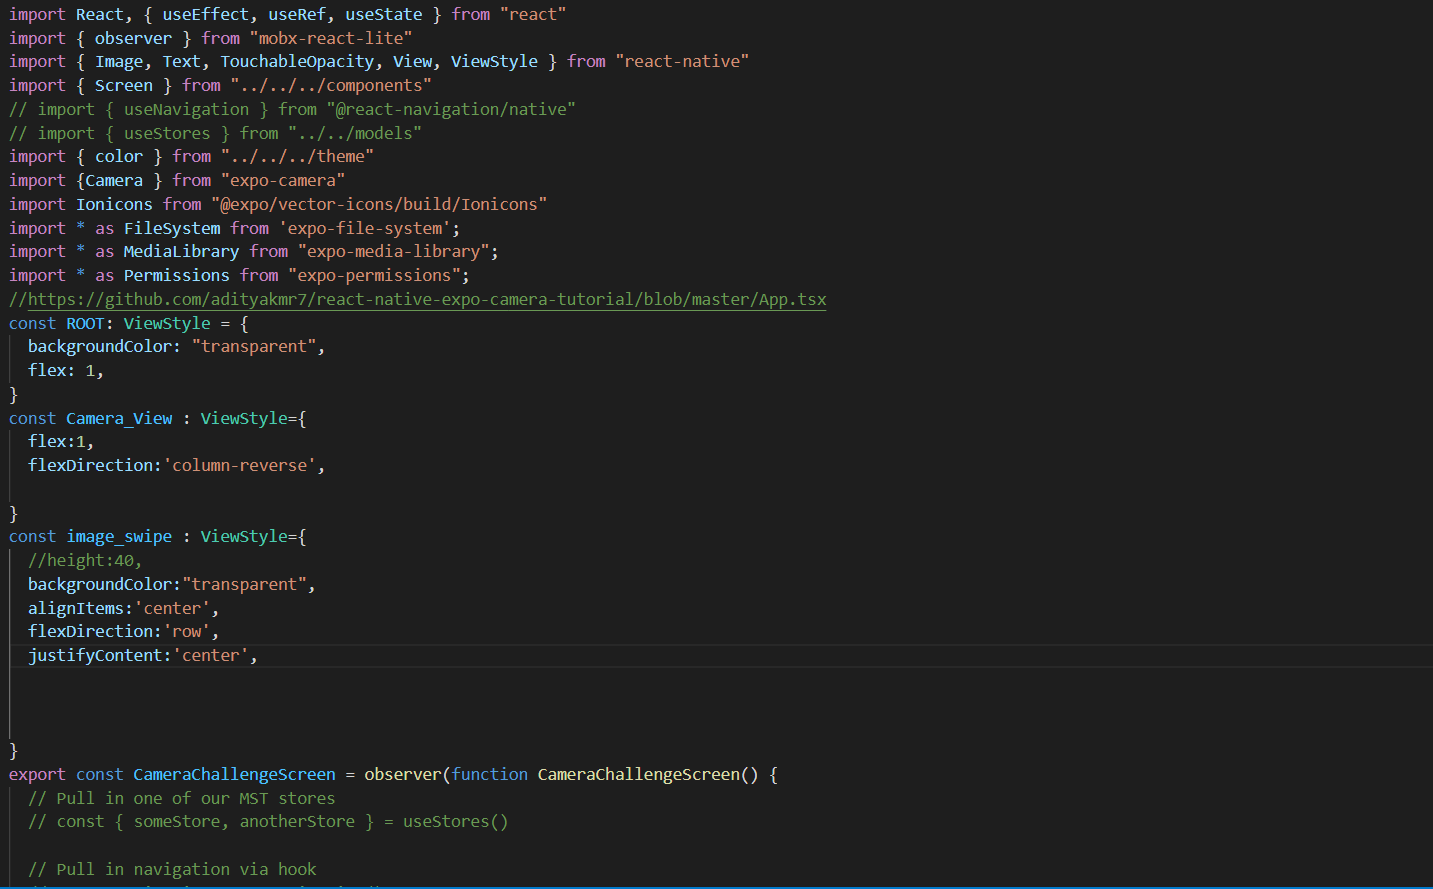 import React, { useEffect, useRef, useState } from "react"
import { observer } from "mobx-react-lite"
import { Image, Text, TouchableOpacity, View, ViewStyle } from "react-native"
import { Screen } from "../../../components"
// import { useNavigation } from "@react-navigation/native"
// import { useStores } from "../../models"
import { color } from "../../../theme"
import {Camera } from "expo-camera"
import Ionicons from "@expo/vector-icons/build/Ionicons"
import * as FileSystem from 'expo-file-system';
import * as MediaLibrary from "expo-media-library";
import * as Permissions from "expo-permissions";
//https://github.com/adityakmr7/react-native-expo-camera-tutorial/blob/master/App.tsx
const ROOT: ViewStyle = {
  backgroundColor: "transparent",
  flex: 1,
}
const Camera_View : ViewStyle={
  flex:1,
  flexDirection:'column-reverse',
}
const image_swipe : ViewStyle={
  //height:40,
  backgroundColor:"transparent",
  alignItems:'center',
  flexDirection:'row',
  justifyContent:'center',
}
export const CameraChallengeScreen = observer(function CameraChallengeScreen() {
  // Pull in one of our MST stores
  // const { someStore, anotherStore } = useStores()
  // Pull in navigation via hook